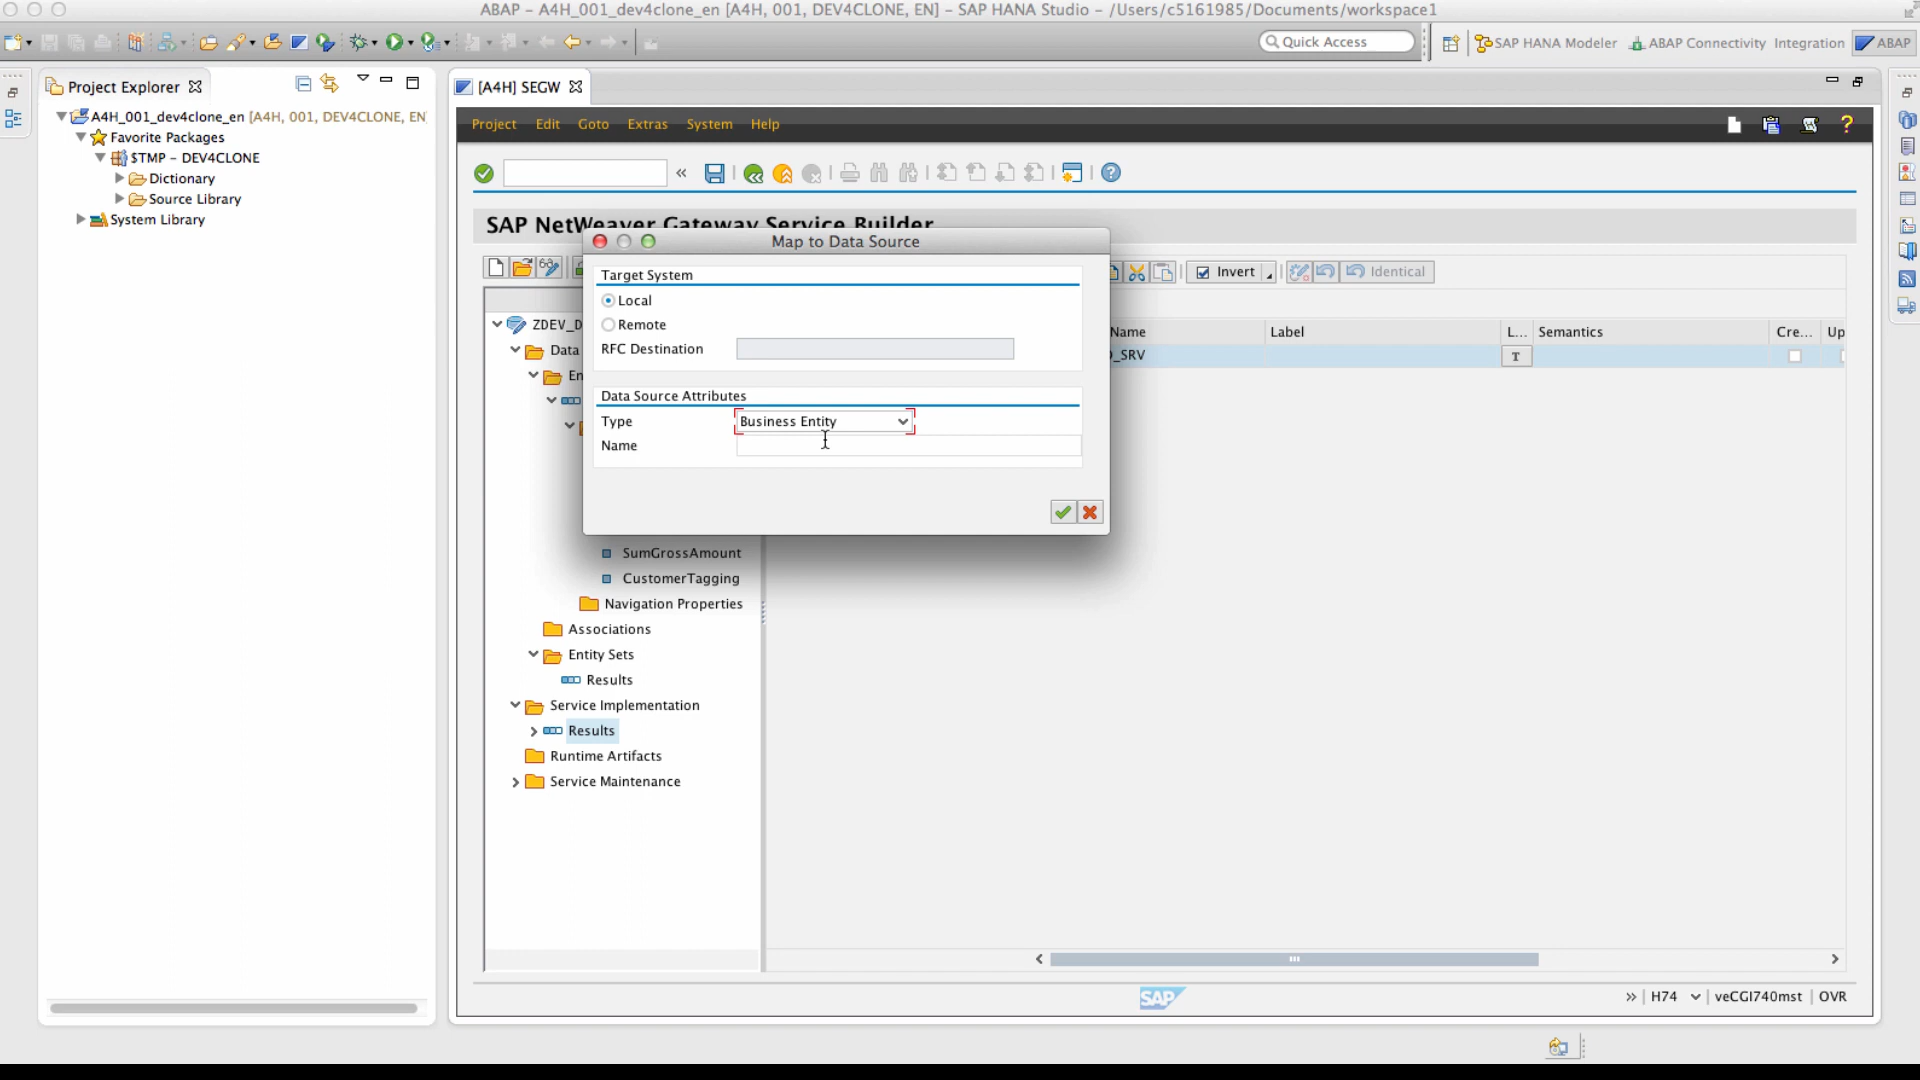 ABAP – A4H_001_dev4clone_en [A4H, 001, DEV4CLONE, EN] – SAP HANA Studio – /Users/c5161985/Documents/workspace1
Quick Access
SAP HANA Modeler
ABAP Connectivity
Integration
ABAP
Project Explorer
A4H_001_dev4clone_en [A4H, 001, DEV4CLONE, EN
Favorite Packages
$TMP – DEV4CLONE
Dictionary
Source Library
System Library
[A4H] SEGW
Project Edit Goto Extras System Help
SAP NetWeaver Gateway Service Builder
Map to Data Source
Target System
Local
Remote
RFC Destination
Data Source Attributes
Type Business Entity
Name
Invert
Identical
Name Label L... Semantics Cre... Up
_SRV T
ZDEV_D
Data
En
SumGrossAmount
CustomerTagging
Navigation Properties
Associations
Entity Sets
Results
Service Implementation
Results
Runtime Artifacts
Service Maintenance
SAP
H74 veCGI740mst OVR